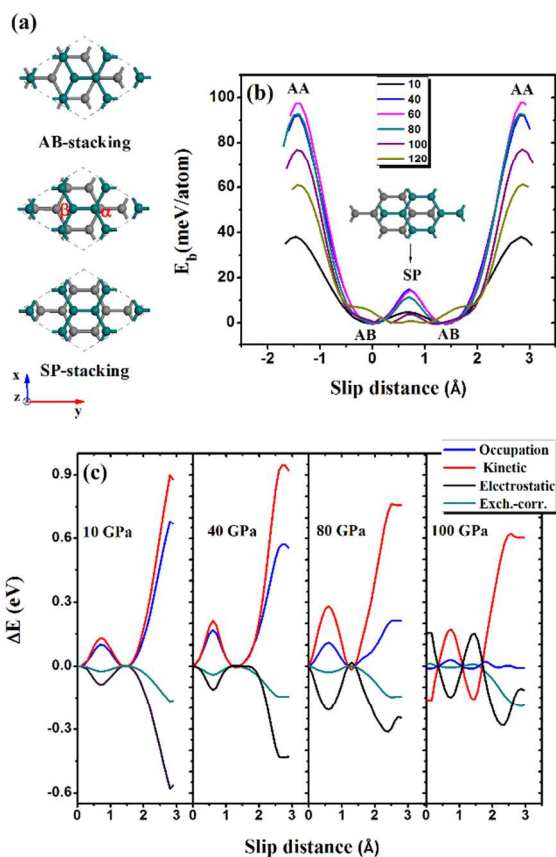 (a)
AB-stacking
β
α
SP-stacking
x
z
y
(b)
AA
AA
10
40
60
80
100
120
SP
AB
AB
E_b(meV/atom)
100
80
60
40
20
0
-2
-1
0
1
2
3
Slip distance (Å)
(c)
Occupation
Kinetic
Electrostatic
Exch.-corr.
10 GPa
40 GPa
80 GPa
100 GPa
ΔE (eV)
0.9
0.6
0.3
0.0
-0.3
-0.6
0 1 2 3 0 1 2 3 0 1 2 3 0 1 2 3
Slip distance (Å)